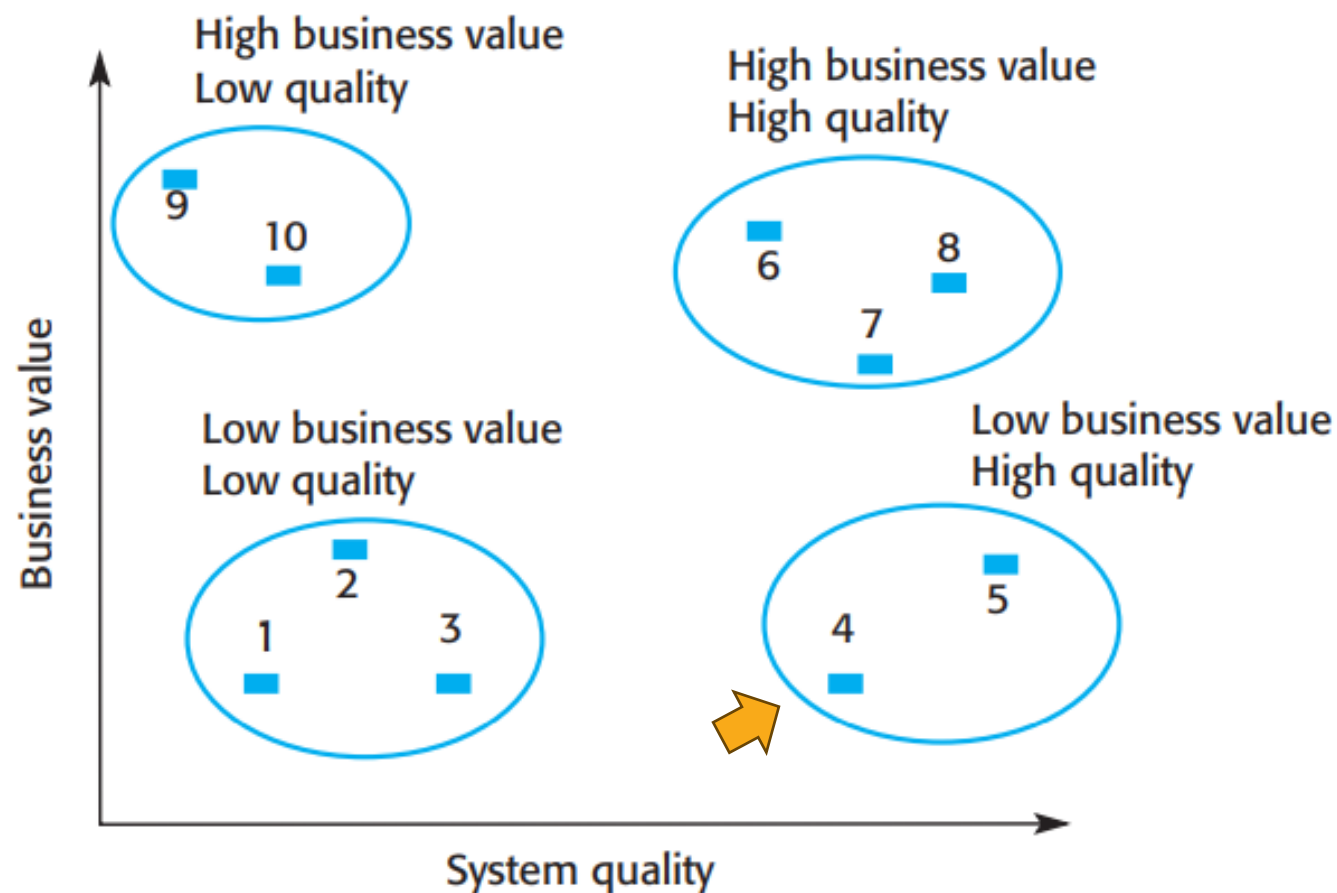 High business value
Low quality
High business value
High quality
9
10
6
8
7
Business value
Low business value
Low quality
Low business value
High quality
2
1
3
5
4
System quality